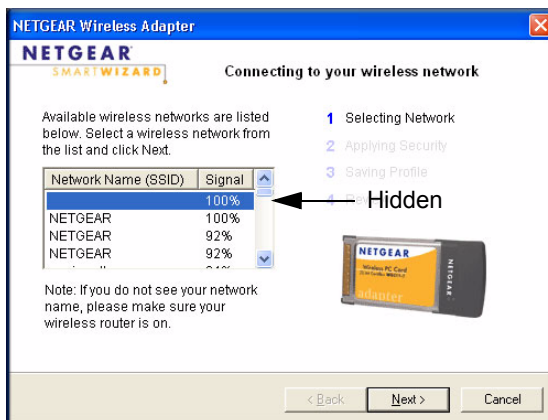 NETGEAR Wireless Adapter
NETGEAR
SMARTWIZARD
Connecting to your wireless network
Available wireless networks are listed
below. Select a wireless network from
the list and click Next.
Network Name (SSID) Signal
100%
NETGEAR 100%
NETGEAR 92%
NETGEAR 92%
Note: If you do not see your network
name, please make sure your
wireless router is on.
1 Selecting Network
2 Applying Security
3 Saving Profile
4
Hidden
NETGEAR
Wireless PC Card
adapter
NETGEAR
< Back
Next >
Cancel